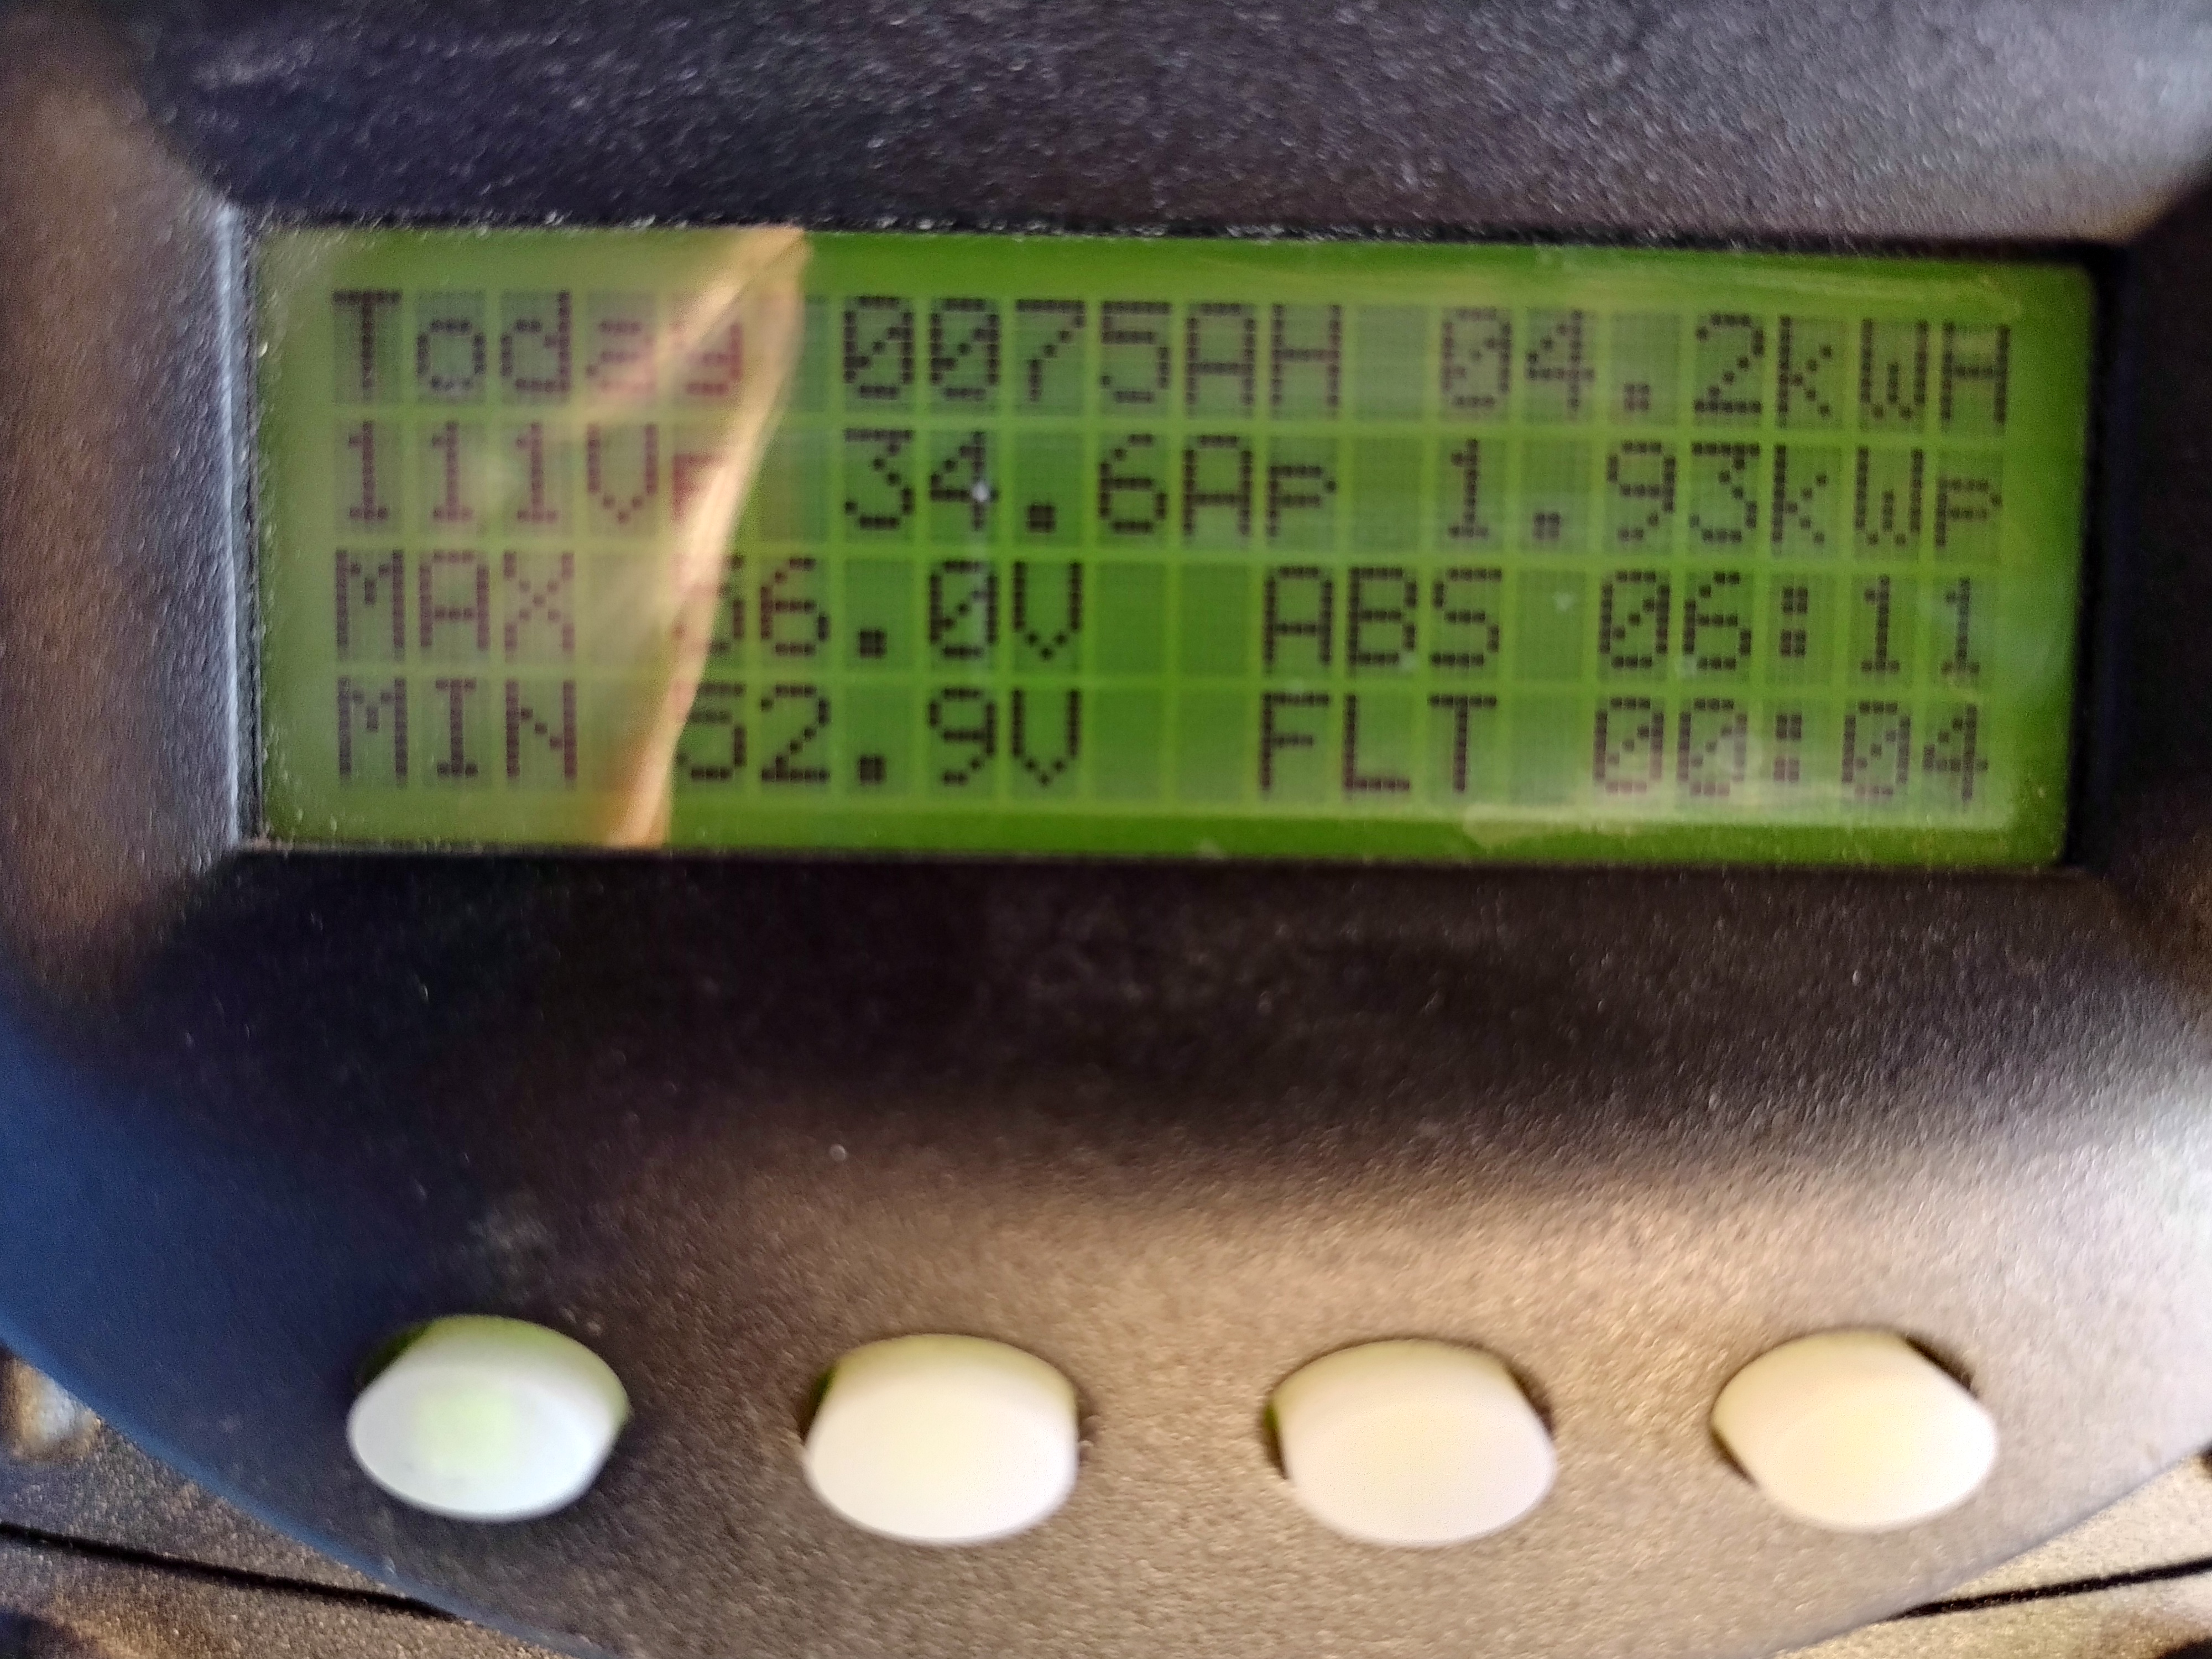 Today 0075AH 04.2kWH
111Vp 34.6Ap 1.93kWp
MAX 56.0V ABS 06:11
MIN 52.9V FLT 00:04